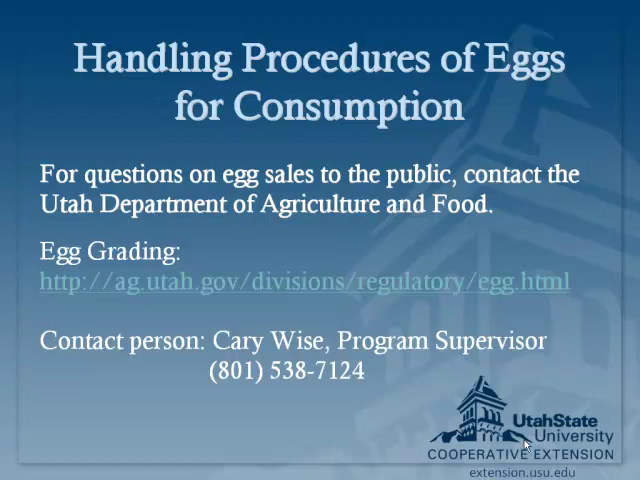 Handling Procedures of Eggs
for Consumption
For questions on egg sales to the public, contact the
Utah Department of Agriculture and Food.
Egg Grading:
http://ag.utah.gov/divisions/regulatory/egg.html
Contact person: Cary Wise, Program Supervisor
(801) 538-7124
UtahState
University
COOPERATIVE EXTENSION
extension.usu.edu